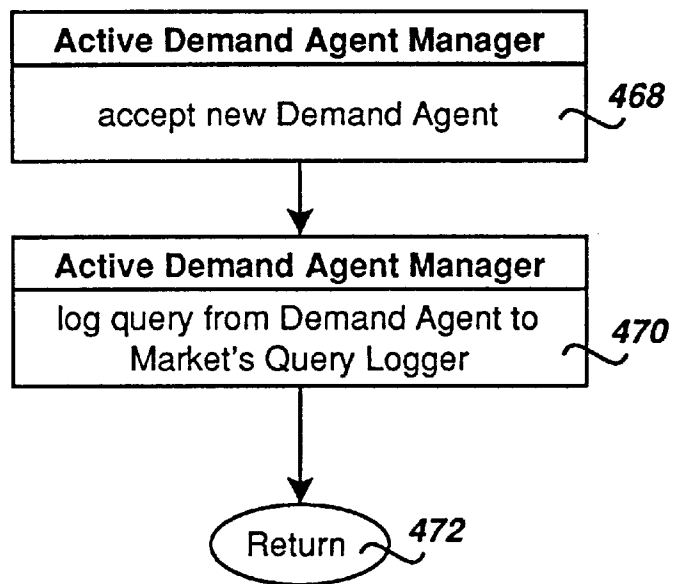 Active Demand Agent Manager
accept new Demand Agent
468
Active Demand Agent Manager
log query from Demand Agent to
Market's Query Logger
470
Return
472